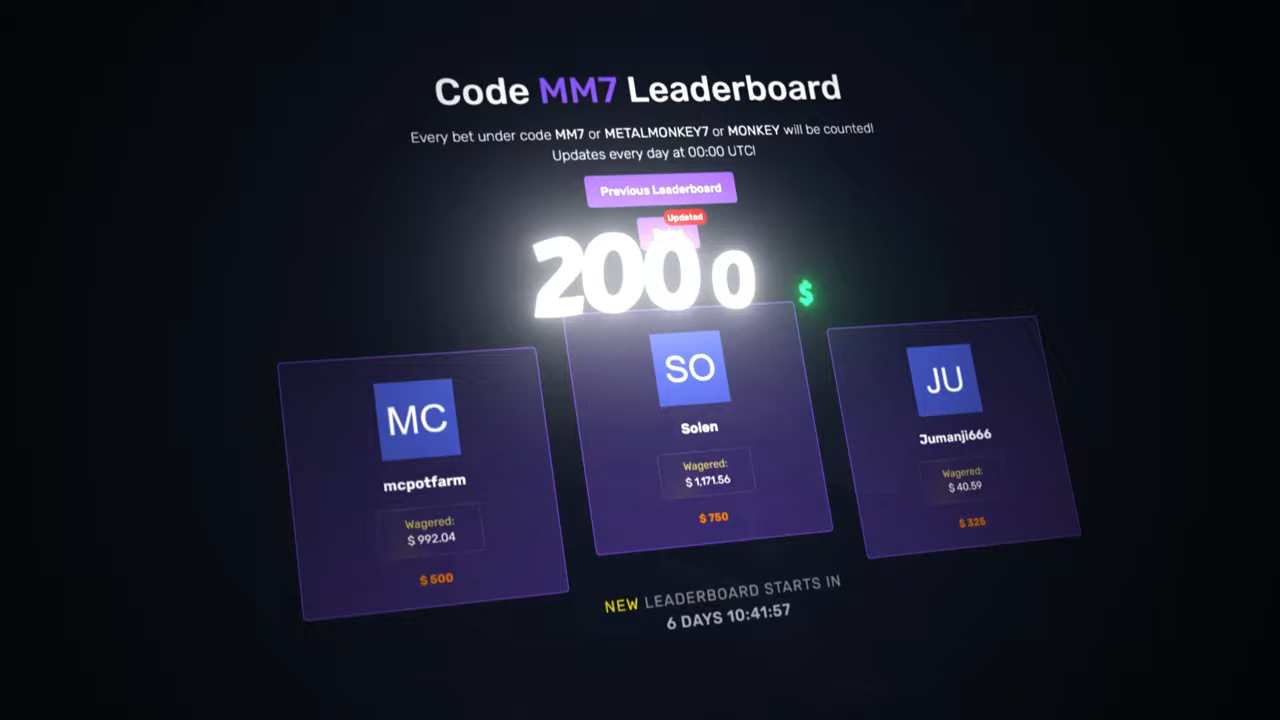 Code MM7 Leaderboard
Every bet under code MM7 or METALMONKEY7 or MONKEY will be counted!
Updates every day at 00:00 UTC!
Previous Leaderboard
Updated
2000 $
MC
mcpotfarm
Wagered:
$ 992.04
$ 500
SO
Solen
Wagered:
$ 1,171.56
$ 750
JU
Jumanji666
Wagered:
$ 40.59
$ 325
NEW LEADERBOARD STARTS IN
6 DAYS 10:41:57